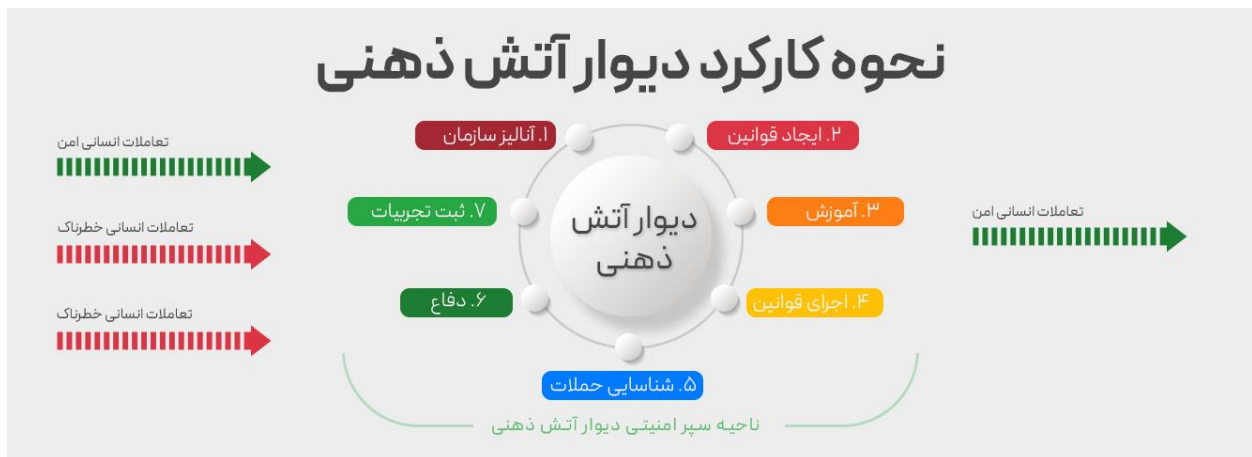 نحوه کارکرد دیوار آتش ذهنی
۱. آنالیز سازمان
۲. ایجاد قوانین
۳. آموزش
۴. اجرای قوانین
۵. شناسایی حملات
۶. دفاع
۷. ثبت تجربیات
دیوار آتش
ذهنی
تعاملات انسانی امن
تعاملات انسانی خطرناک
تعاملات انسانی خطرناک
تعاملات انسانی امن
ناحیه سپر امنیتی دیوار آتش ذهنی